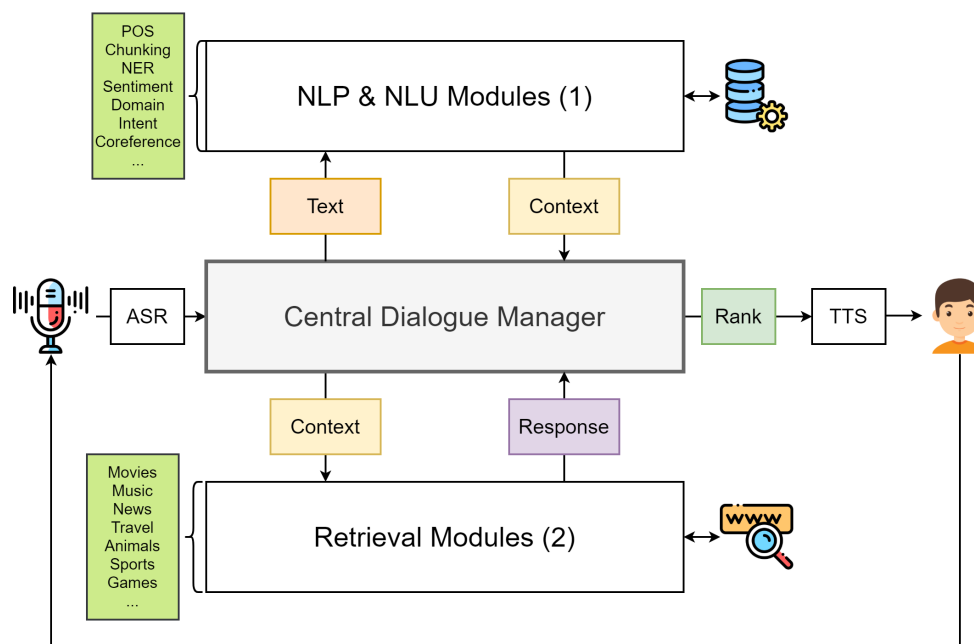 POS
Chunking
NER
Sentiment
Domain
Intent
Coreference
...
NLP & NLU Modules (1)
Text
Context
ASR
Central Dialogue Manager
Rank
TTS
Context
Response
Movies
Music
News
Travel
Animals
Sports
Games
...
Retrieval Modules (2)
WWW